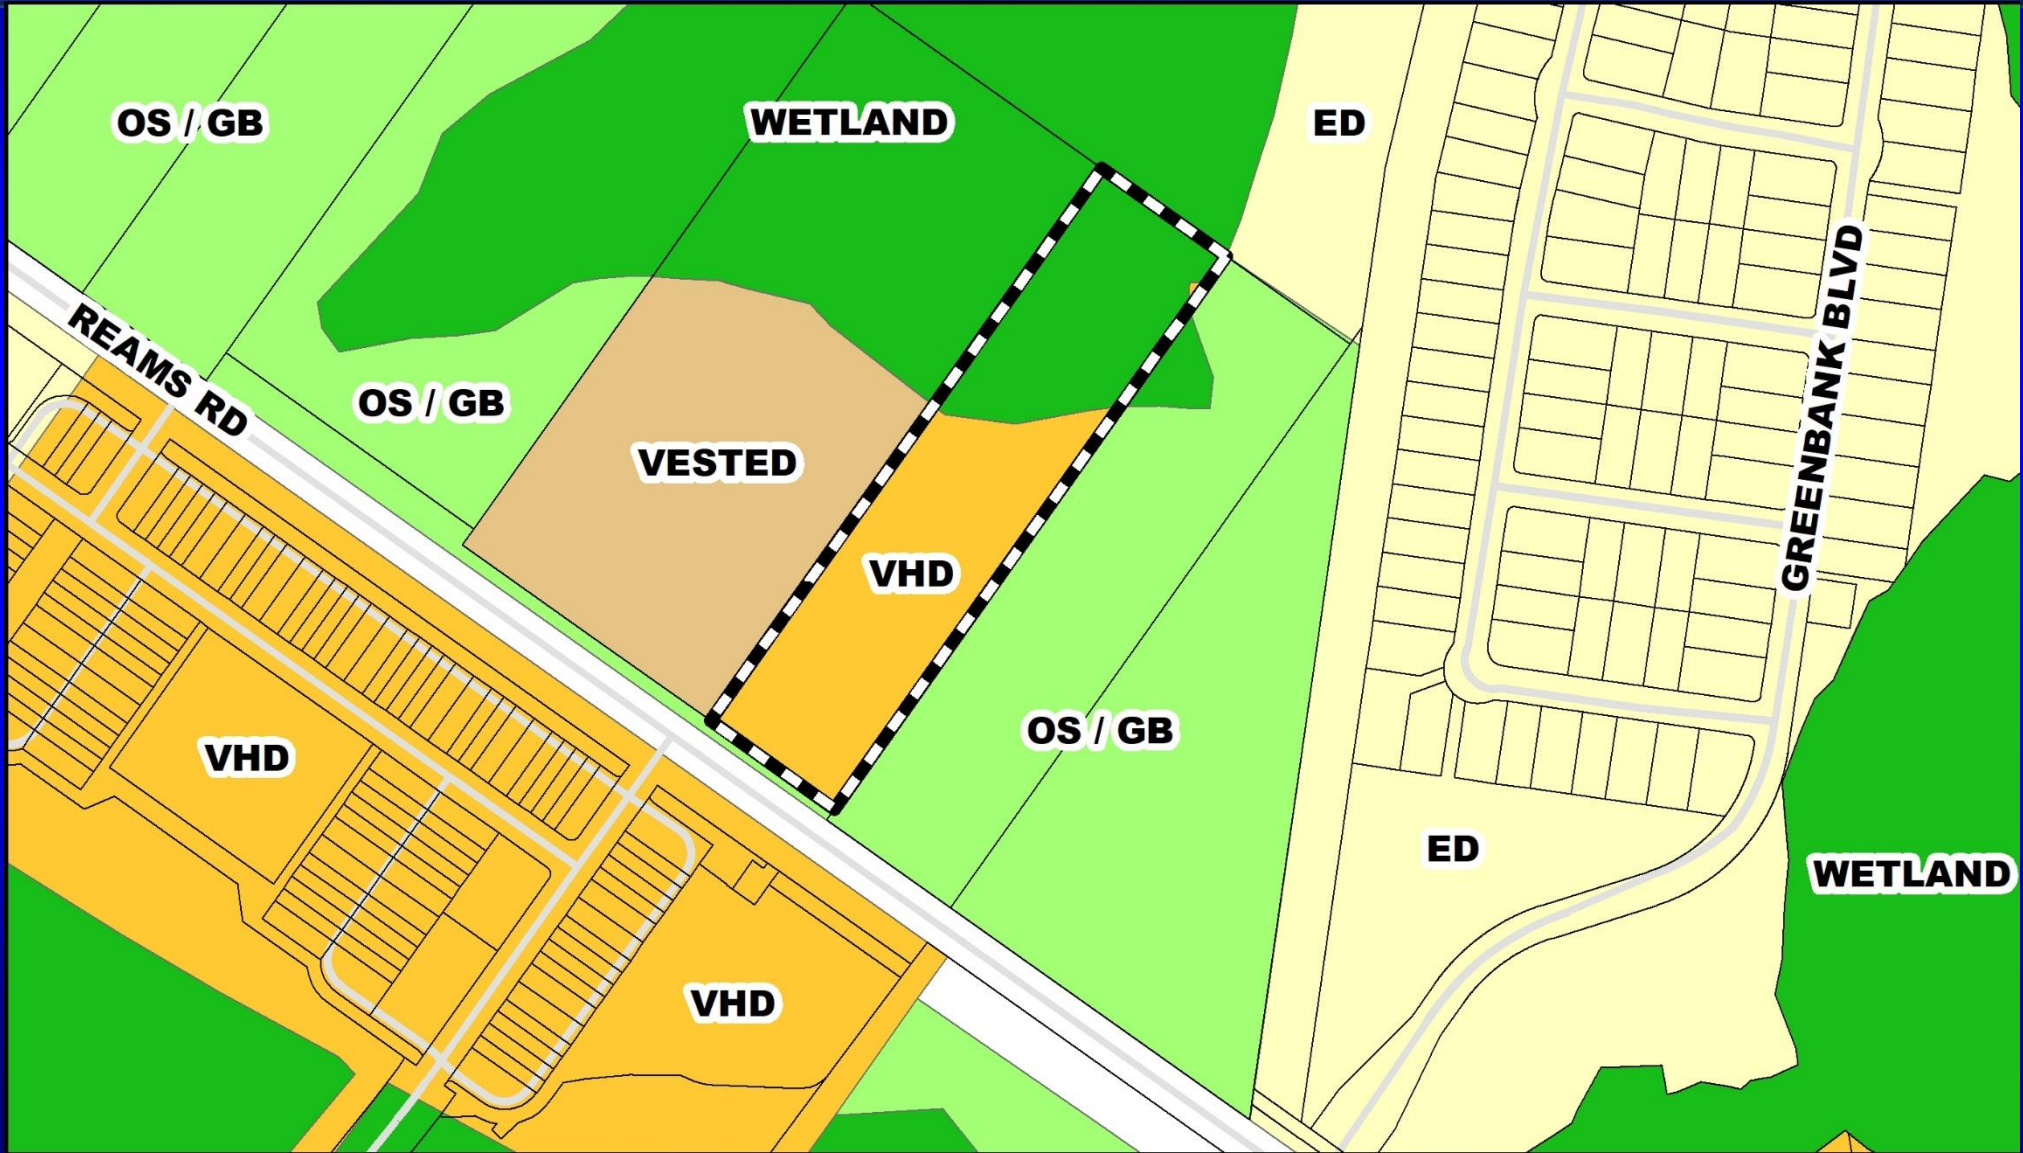 OS / GB
WETLAND
ED
REAMS RD
OS / GB
VESTED
GREENBANK BLVD
VHD
OS / GB
VHD
ED
WETLAND
VHD